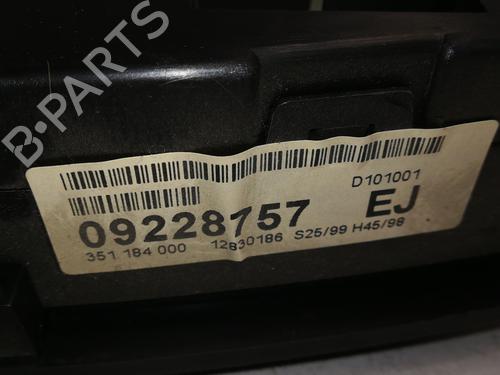 B-PARTS
D101001
09228757 EJ
351 184 000 12830186 S25/99 H45/98